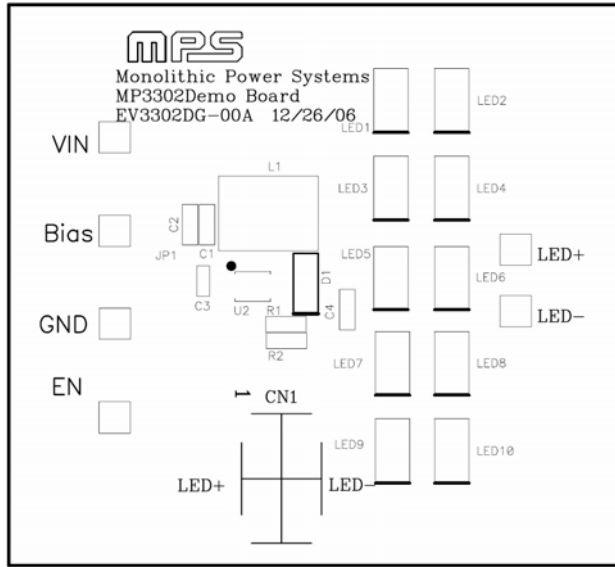 MPS
Monolithic Power Systems
MP3302Demo Board
EV3302DG-00A 12/26/06
VIN
Bias
GND
EN
L1
C2
C1
JP1
C3
U2
D1
R1
R2
C4
LED1
LED2
LED3
LED4
LED5
LED6
LED7
LED8
LED9
LED10
LED+
LED-
1 CN1
LED+ LED-